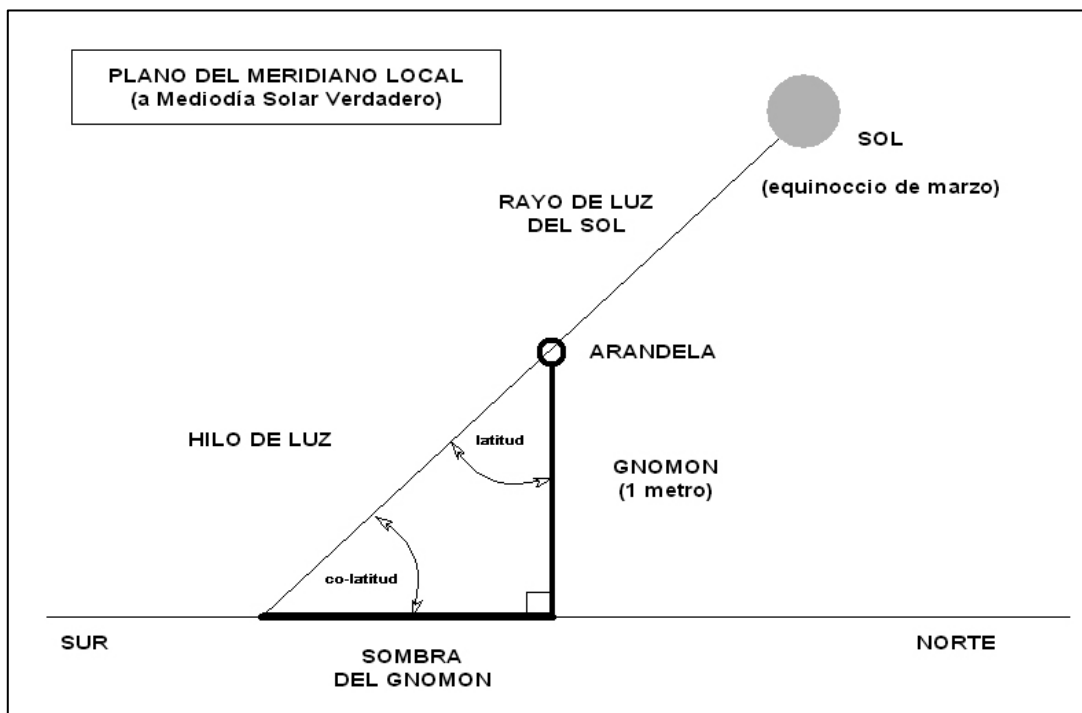 PLANO DEL MERIDIANO LOCAL
(a Mediodía Solar Verdadero)
SOL
(equinoccio de marzo)
RAYO DE LUZ
DEL SOL
ARANDELA
HILO DE LUZ
latitud
GNOMON
(1 metro)
co-latitud
SUR
NORTE
SOMBRA
DEL GNOMON